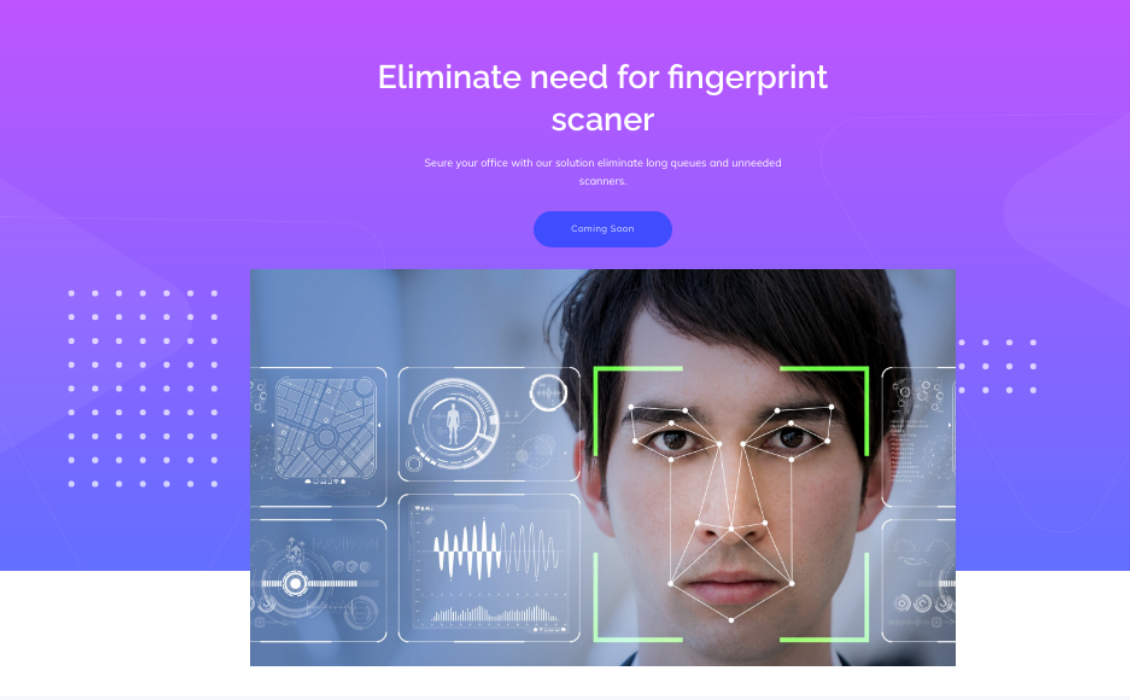 Eliminate need for fingerprint
scaner
Seure your office with our solution eliminate long queues and unneeded
scanners.
Coming Soon